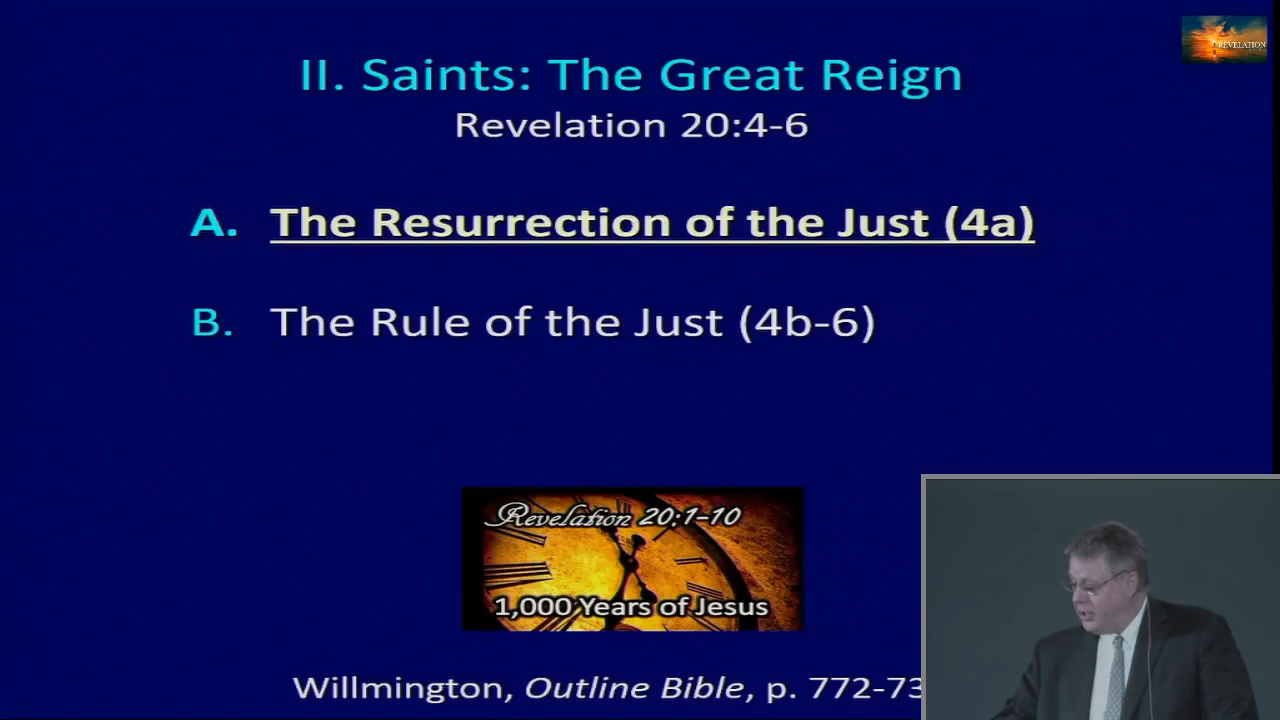 REVELATION
II. Saints: The Great Reign
Revelation 20:4-6
A. The Resurrection of the Just (4a)
B. The Rule of the Just (4b-6)
Revelation 20:1-10
1,000 Years of Jesus
Willmington, Outline Bible, p. 772-73